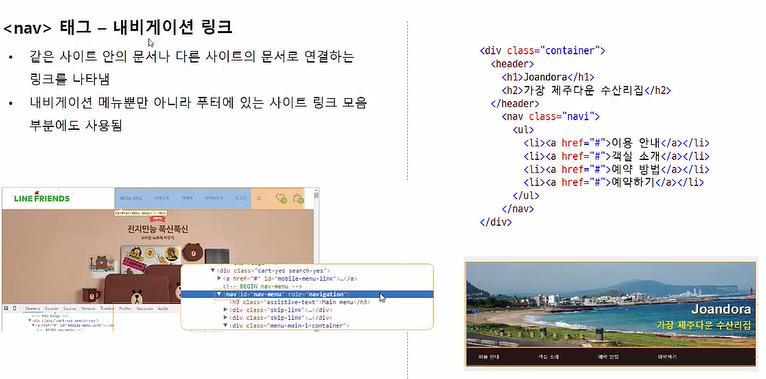 <nav> 태그 – 내비게이션 링크
• 같은 사이트 안의 문서나 다른 사이트의 문서로 연결하는
링크를 나타냄
• 내비게이션 메뉴뿐만 아니라 푸터에 있는 사이트 링크 모음
부분에도 사용됨
LINE FRIENDS
전지만능 푹신푹신
<div class="cart-yes search-yes">
<a href="#" id="mobile-menu-link">…</a>
<!-- BEGIN nav-menu -->
<nav id="nav-menu" role="navigation">
<h3 class="assistive-text">Main menu</h3>
<div class="skip-link">…</div>
<div class="skip-link">…</div>
<div class="menu-main-1-container">
<div class="container">
<header>
<h1>Joandora</h1>
<h2>가장 제주다운 수산리집</h2>
</header>
<nav class="navi">
<ul>
<li><a href="#">이용 안내</a></li>
<li><a href="#">객실 소개</a></li>
<li><a href="#">예약 방법</a></li>
<li><a href="#">예약하기</a></li>
</ul>
</nav>
</div>
Joandora
가장 제주다운 수산리집
이용 안내 객실 소개 예약 방법 예약하기